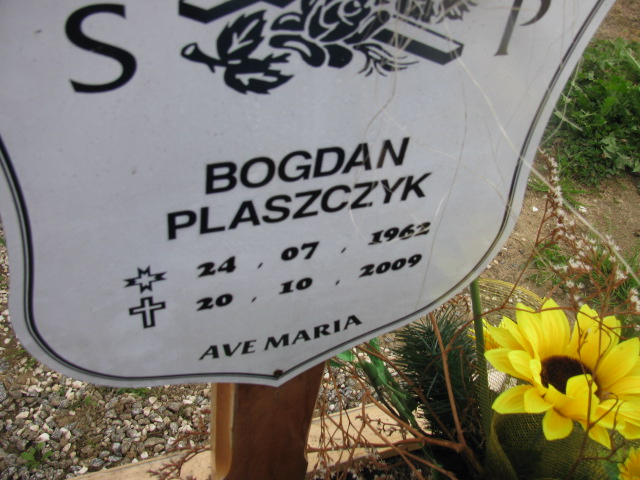 S P
BOGDAN
PLASZCZYK
24 . 07 . 1962
20 . 10 . 2009
AVE MARIA